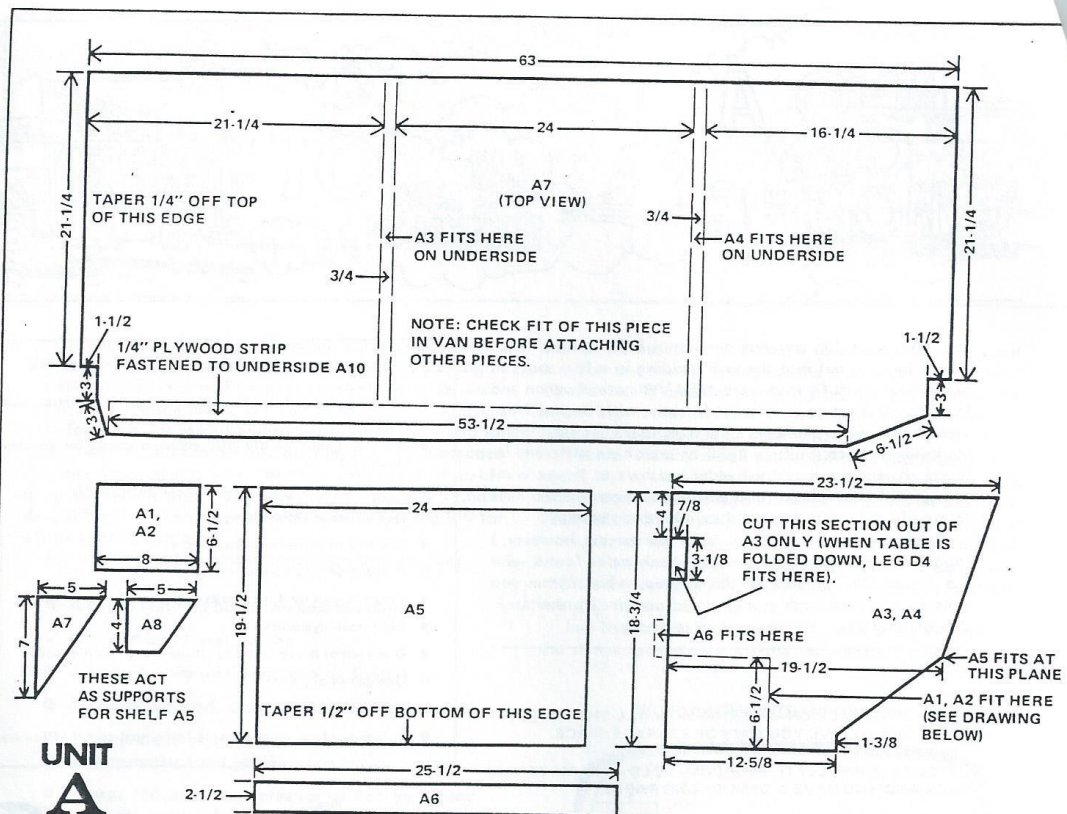 63
21-1/4
24
16-1/4
21-1/4
21-1/4
A7
(TOP VIEW)
TAPER 1/4" OFF TOP
OF THIS EDGE
3/4
A3 FITS HERE
ON UNDERSIDE
A4 FITS HERE
ON UNDERSIDE
3/4
1-1/2
1/4" PLYWOOD STRIP
FASTENED TO UNDERSIDE A10
NOTE: CHECK FIT OF THIS PIECE
IN VAN BEFORE ATTACHING
OTHER PIECES.
1-1/2
3
3
3
53-1/2
6-1/2
A1,
A2
8
6-1/2
5
A7
7
5
A8
4
THESE ACT
AS SUPPORTS
FOR SHELF A5
24
19-1/2
A5
TAPER 1/2" OFF BOTTOM OF THIS EDGE
23-1/2
4
7/8
3-1/8
CUT THIS SECTION OUT OF
A3 ONLY (WHEN TABLE IS
FOLDED DOWN, LEG D4
FITS HERE).
18-3/4
A3, A4
A6 FITS HERE
19-1/2
A5 FITS AT
THIS PLANE
6-1/2
A1, A2 FIT HERE
(SEE DRAWING
BELOW)
1-3/8
12-5/8
25-1/2
2-1/2
A6
UNIT
A